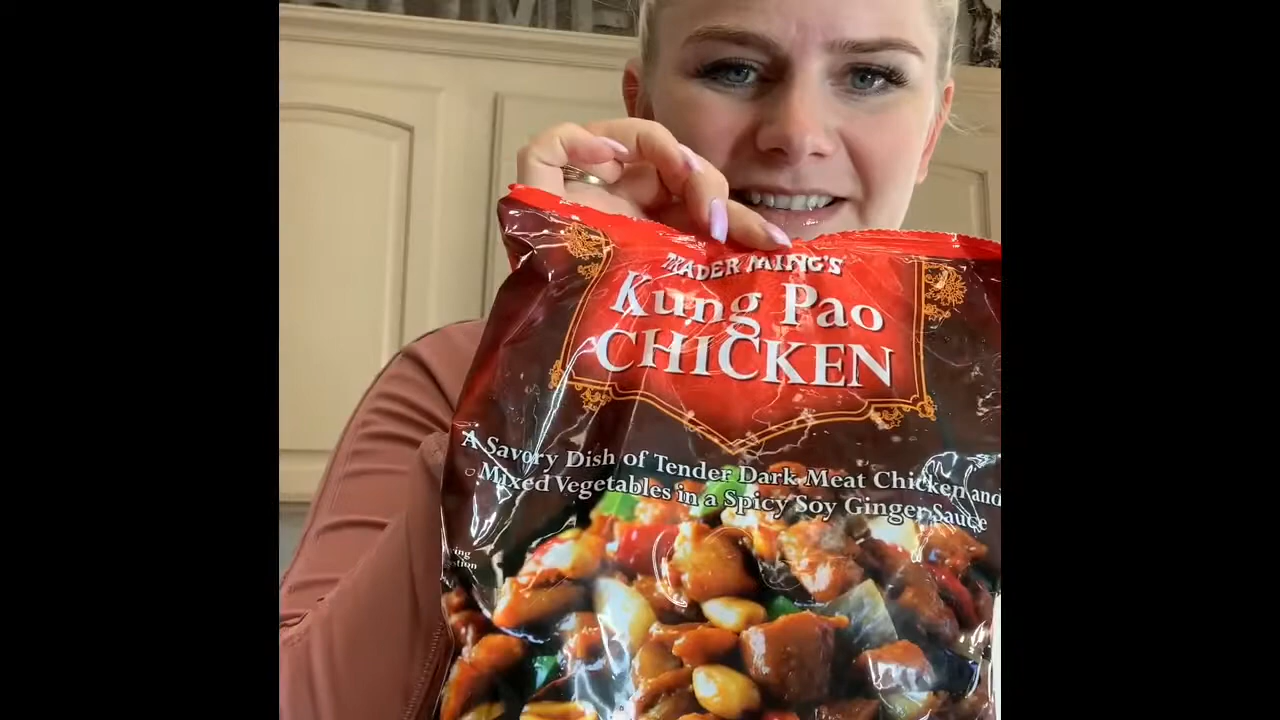 TRADER MING'S
Kung Pao
CHICKEN
A Savory Dish of Tender Dark Meat Chicken and
Mixed Vegetables in a Spicy Soy Ginger Sauce